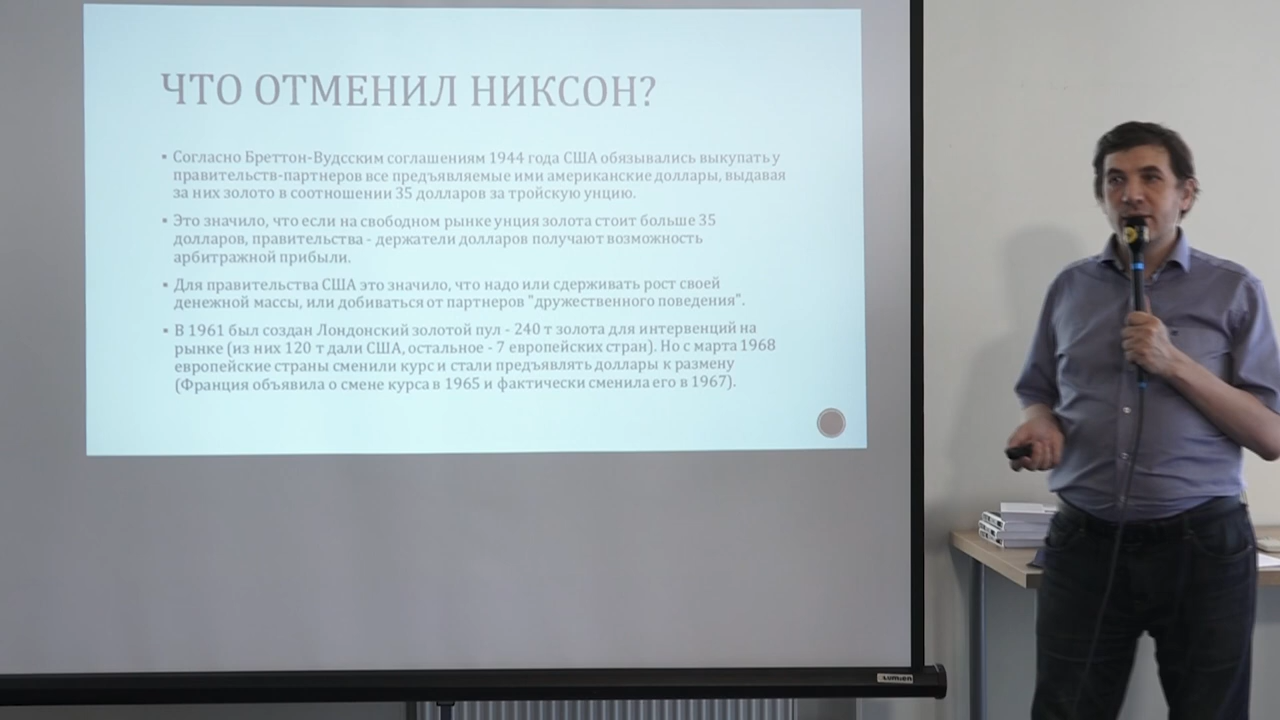 ЧТО ОТМЕНИЛ НИКСОН?
▪ Согласно Бреттон-Вудсским соглашениям 1944 года США обязывались выкупать у
правительств-партнеров все предъявляемые ими американские доллары, выдавая
за них золото в соотношении 35 долларов за тройскую унцию.
▪ Это значило, что если на свободном рынке унция золота стоит больше 35
долларов, правительства - держатели долларов получают возможность
арбитражной прибыли.
▪ Для правительства США это значило, что надо или сдерживать рост своей
денежной массы, или добиваться от партнеров "дружественного поведения".
▪ В 1961 был создан Лондонский золотой пул - 240 т золота для интервенций на
рынке (из них 120 т дали США, остальное - 7 европейских стран). Но с марта 1968
европейские страны сменили курс и стали предъявлять доллары к размену
(Франция объявила о смене курса в 1965 и фактически сменила его в 1967).